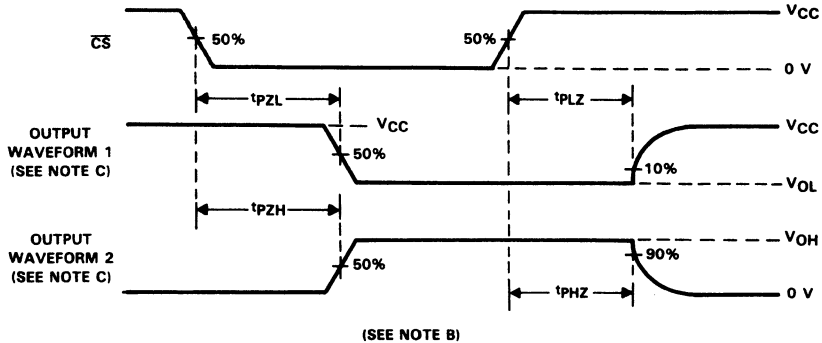 VCC
CS
50%
50%
0 V
tPZL
tPLZ
OUTPUT
WAVEFORM 1
(SEE NOTE C)
VCC
VCC
50%
10%
VOL
tPZH
OUTPUT
WAVEFORM 2
(SEE NOTE C)
VOH
50%
90%
tPHZ
0 V
(SEE NOTE B)